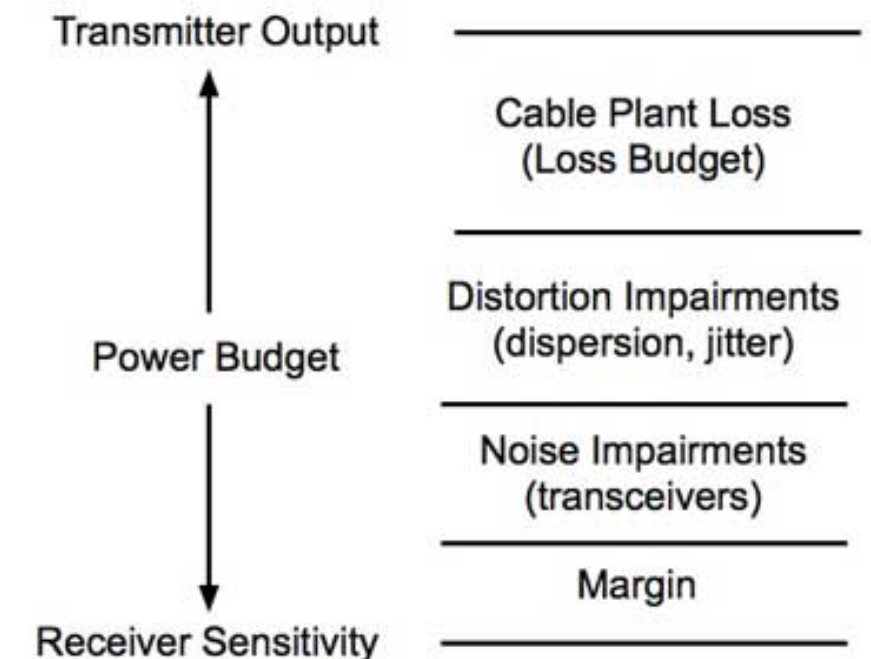 Transmitter Output
Cable Plant Loss
(Loss Budget)
Distortion Impairments
(dispersion, jitter)
Power Budget
Noise Impairments
(transceivers)
Margin
Receiver Sensitivity